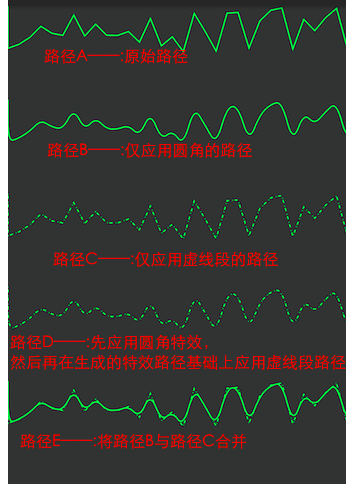 路径A——:原始路径
路径B——:仅应用圆角的路径
路径C——:仅应用虚线段的路径
路径D——:先应用圆角特效，
然后再在生成的特效路径基础上应用虚线段路径
路径E——:将路径B与路径C合并